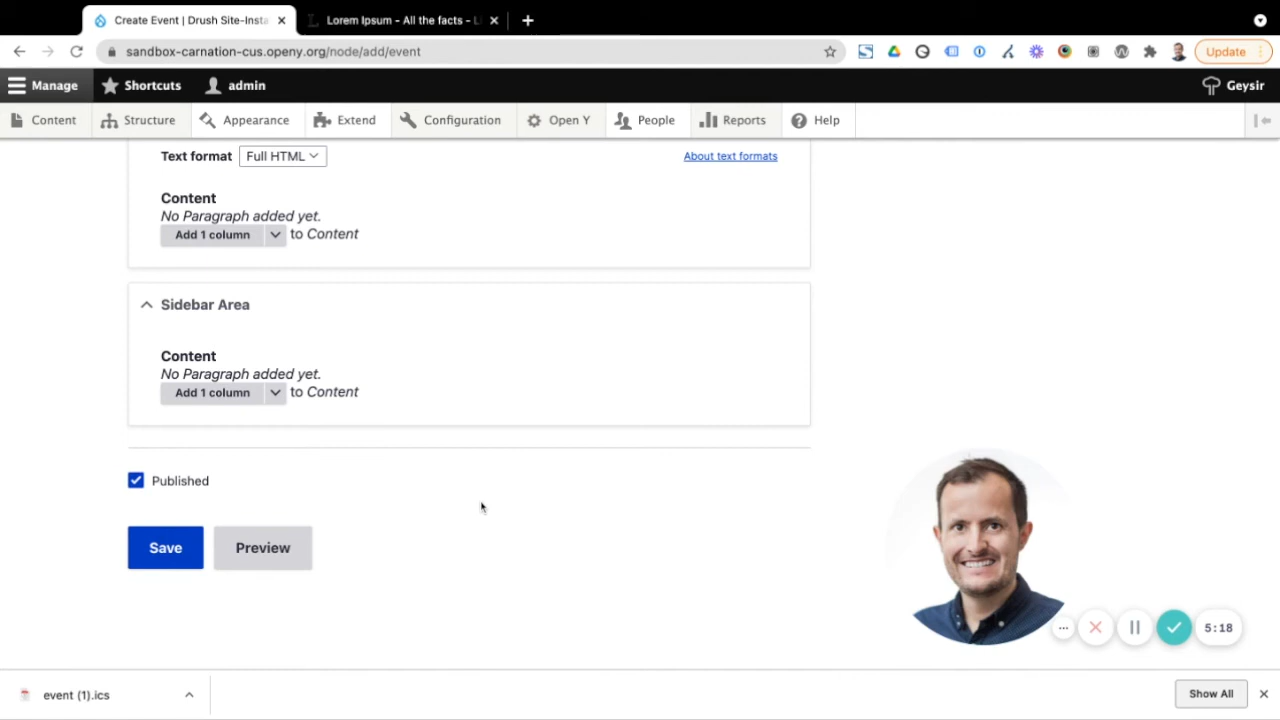 Create Event | Drush Site-Insta
Lorem Ipsum - All the facts - Li
sandbox-carnation-cus.openy.org/node/add/event
Update
Manage
Shortcuts
admin
Geysir
Content
Structure
Appearance
Extend
Configuration
Open Y
People
Reports
Help
Text format
Full HTML
About text formats
Content
No Paragraph added yet.
Add 1 column
to Content
Sidebar Area
Content
No Paragraph added yet.
Add 1 column
to Content
Published
Save
Preview
5:18
event (1).ics
Show All